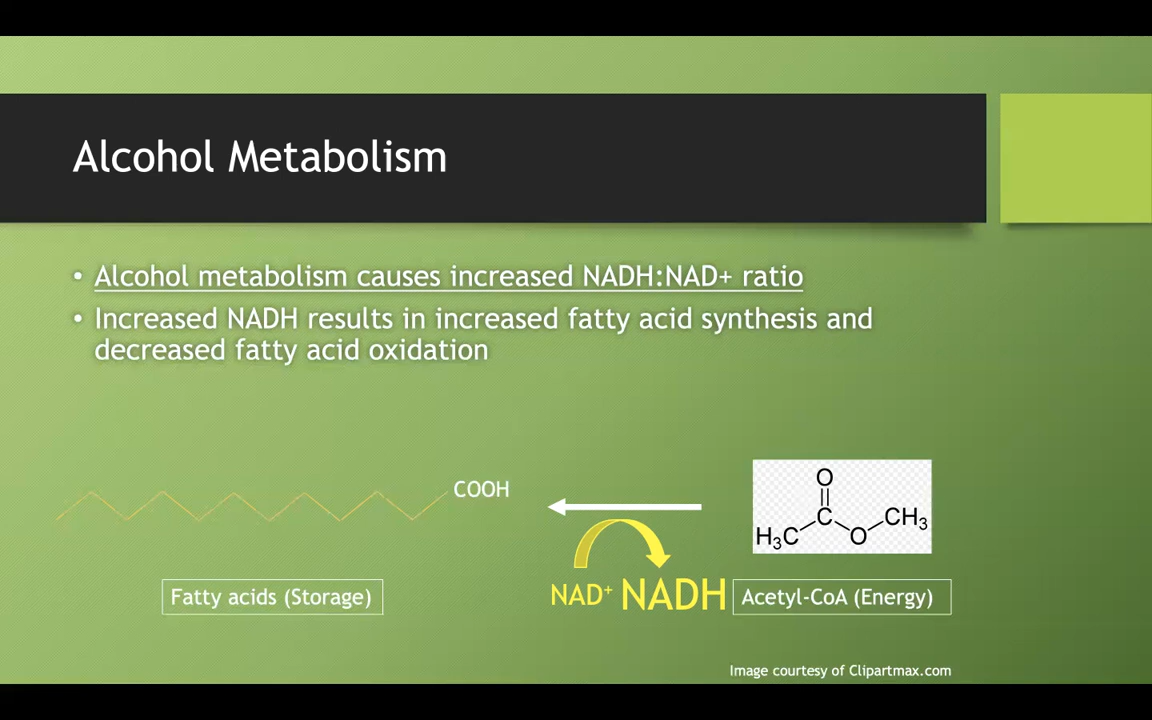 Alcohol Metabolism
• Alcohol metabolism causes increased NADH:NAD+ ratio
• Increased NADH results in increased fatty acid synthesis and
decreased fatty acid oxidation
COOH
O
H₃C C O CH₃
NAD⁺ NADH
Fatty acids (Storage)
Acetyl-CoA (Energy)
Image courtesy of Clipartmax.com